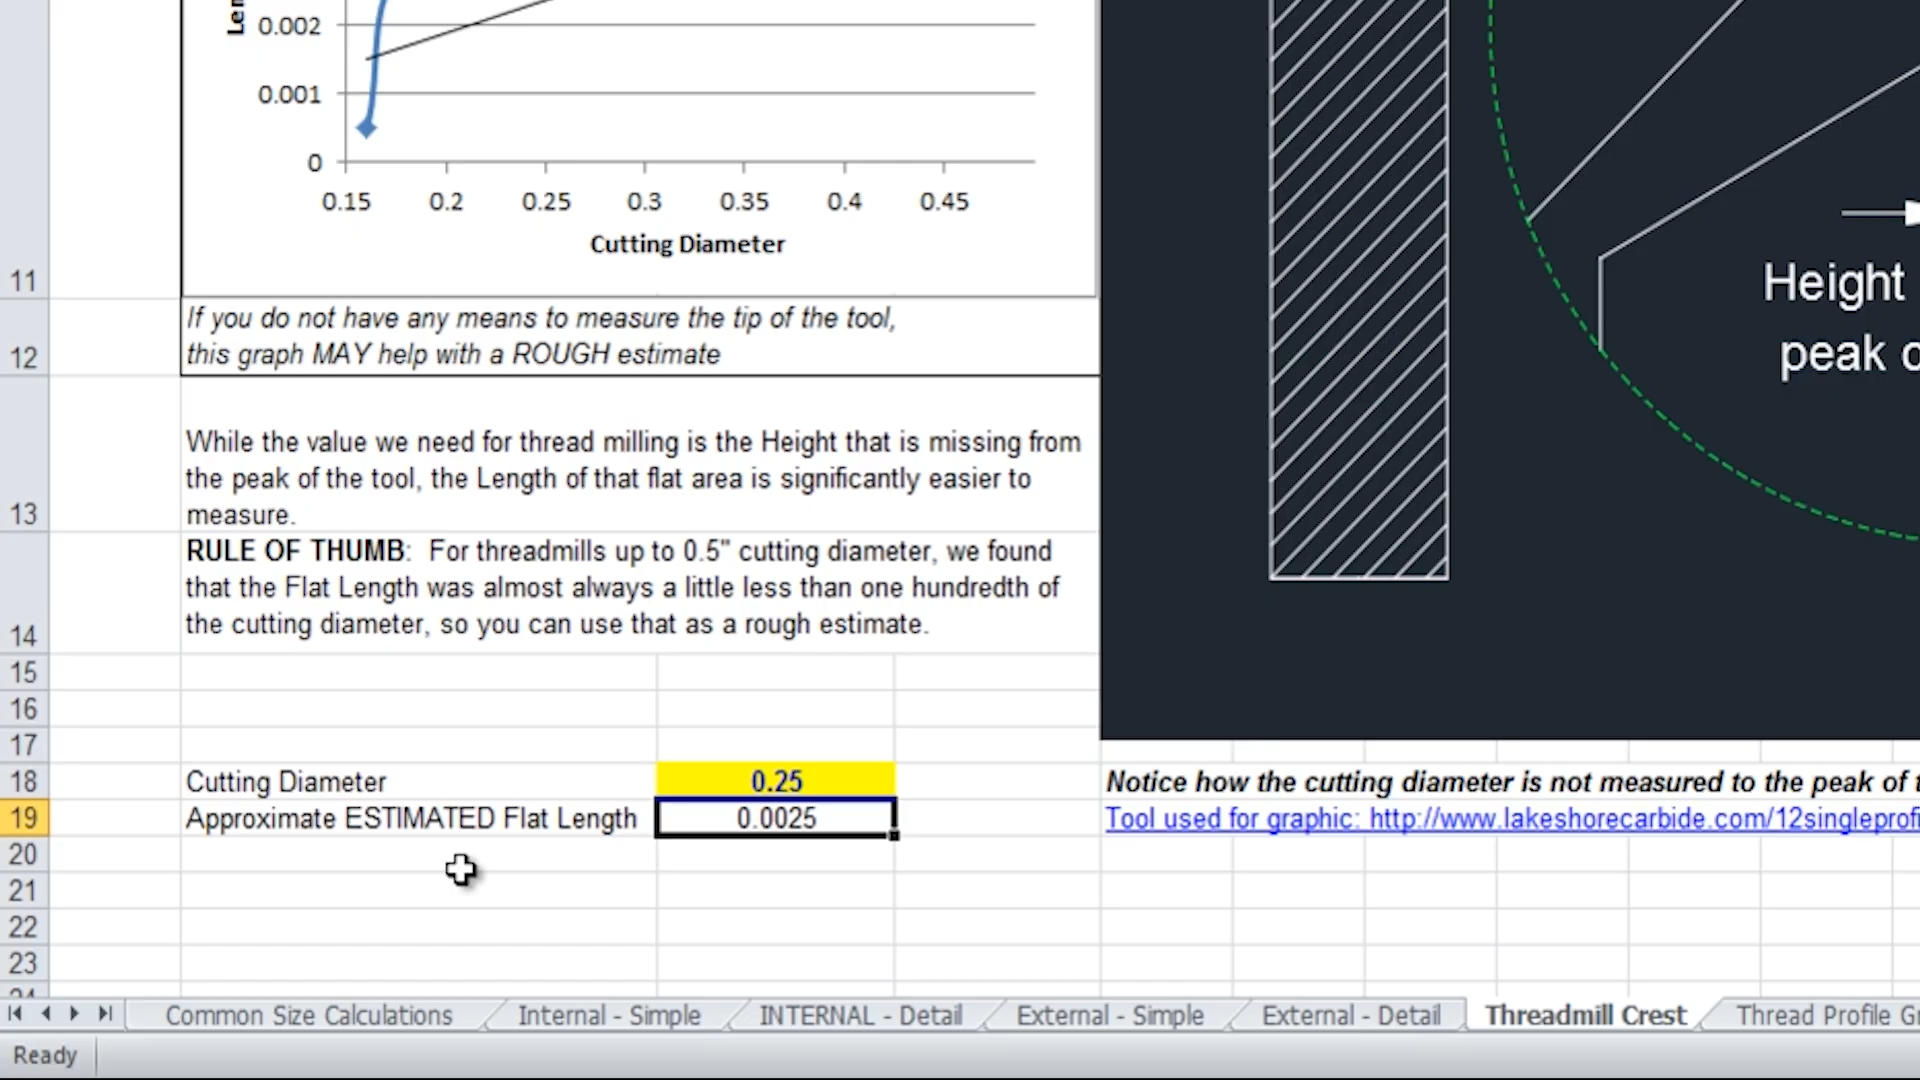 0.002
0.001
0
0.15 0.2 0.25 0.3 0.35 0.4 0.45
Cutting Diameter
Height
peak
11
If you do not have any means to measure the tip of the tool,
this graph MAY help with a ROUGH estimate
12
While the value we need for thread milling is the Height that is missing from
the peak of the tool, the Length of that flat area is significantly easier to
measure.
13
RULE OF THUMB: For threadmills up to 0.5" cutting diameter, we found
that the Flat Length was almost always a little less than one hundredth of
the cutting diameter, so you can use that as a rough estimate.
14
15
16
17
18 Cutting Diameter 0.25 Notice how the cutting diameter is not measured to the peak of
19 Approximate ESTIMATED Flat Length 0.0025 Tool used for graphic: http://www.lakeshorecarbide.com/12singleprofi
20
21
22
23
Common Size Calculations Internal - Simple INTERNAL - Detail External - Simple External - Detail Threadmill Crest Thread Profile
Ready